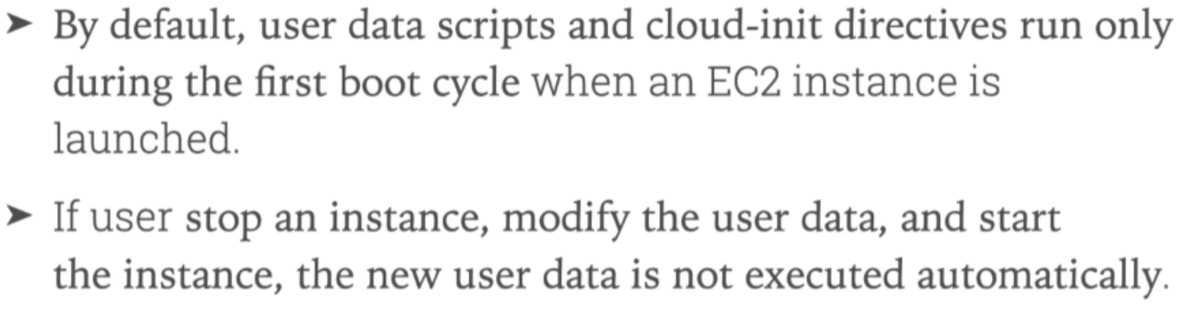 ➤ By default, user data scripts and cloud-init directives run only
during the first boot cycle when an EC2 instance is
launched.
➤ If user stop an instance, modify the user data, and start
the instance, the new user data is not executed automatically.